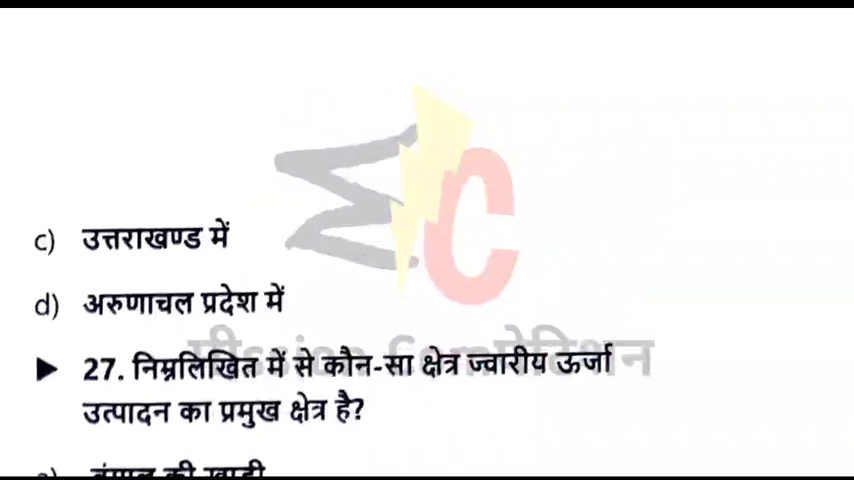 c) उत्तराखण्ड में
d) अरुणाचल प्रदेश में
▶ 27. निम्नलिखित में से कौन-सा क्षेत्र ज्वारीय ऊर्जा
उत्पादन का प्रमुख क्षेत्र है?
a) बंगाल की खाड़ी